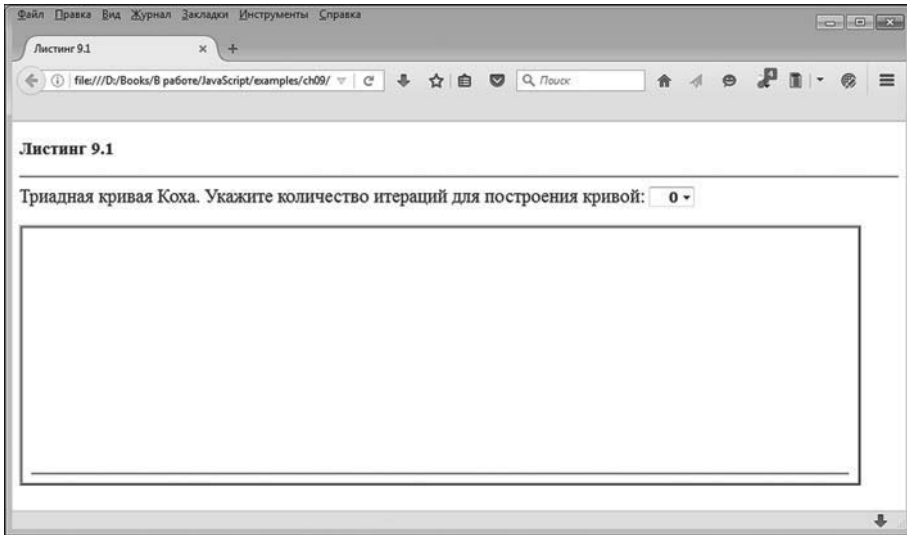 Файл Правка Вид Журнал Закладки Инструменты Справка
Листинг 9.1
file:///D:/Books/В работе/JavaScript/examples/ch09/
Поиск
4
Листинг 9.1
Триадная кривая Коха. Укажите количество итераций для построения кривой: 0